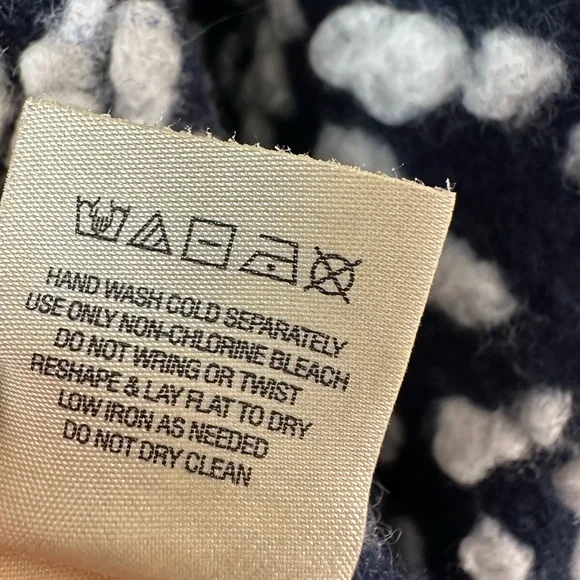 HAND WASH COLD SEPARATELY
USE ONLY NON-CHLORINE BLEACH
DO NOT WRING OR TWIST
RESHAPE & LAY FLAT TO DRY
LOW IRON AS NEEDED
DO NOT DRY CLEAN